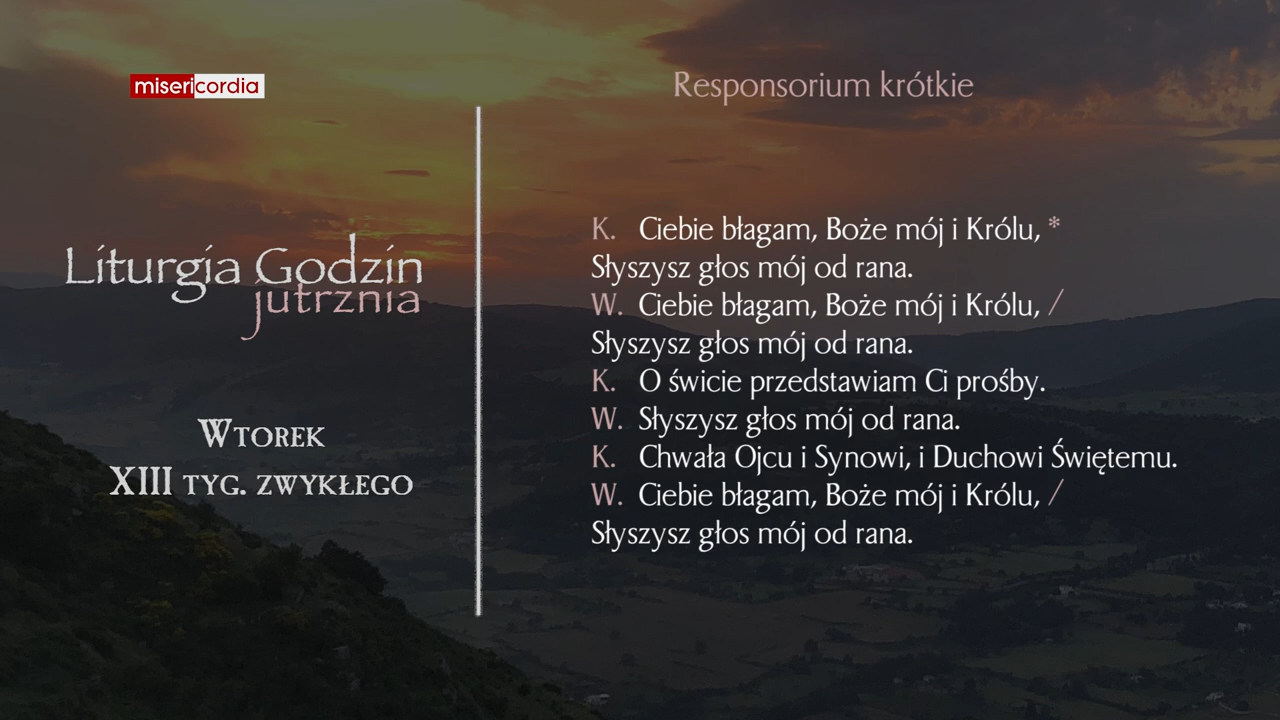 misericordia
Responsorium krótkie
Liturgia Godzin
jutrznia
Wtorek
XIII tyg. zwykłego
K. Ciebie błagam, Boże mój i Królu, *
Słyszysz głos mój od rana.
W. Ciebie błagam, Boże mój i Królu, /
Słyszysz głos mój od rana.
K. O świcie przedstawiam Ci prośby.
W. Słyszysz głos mój od rana.
K. Chwała Ojcu i Synowi, i Duchowi Świętemu.
W. Ciebie błagam, Boże mój i Królu, /
Słyszysz głos mój od rana.